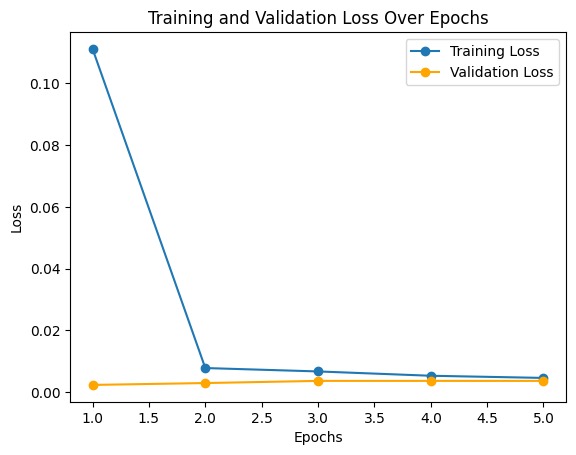 Training and Validation Loss Over Epochs
Training Loss
Validation Loss
0.10
0.08
0.06
0.04
0.02
0.00
Loss
1.0 1.5 2.0 2.5 3.0 3.5 4.0 4.5 5.0
Epochs